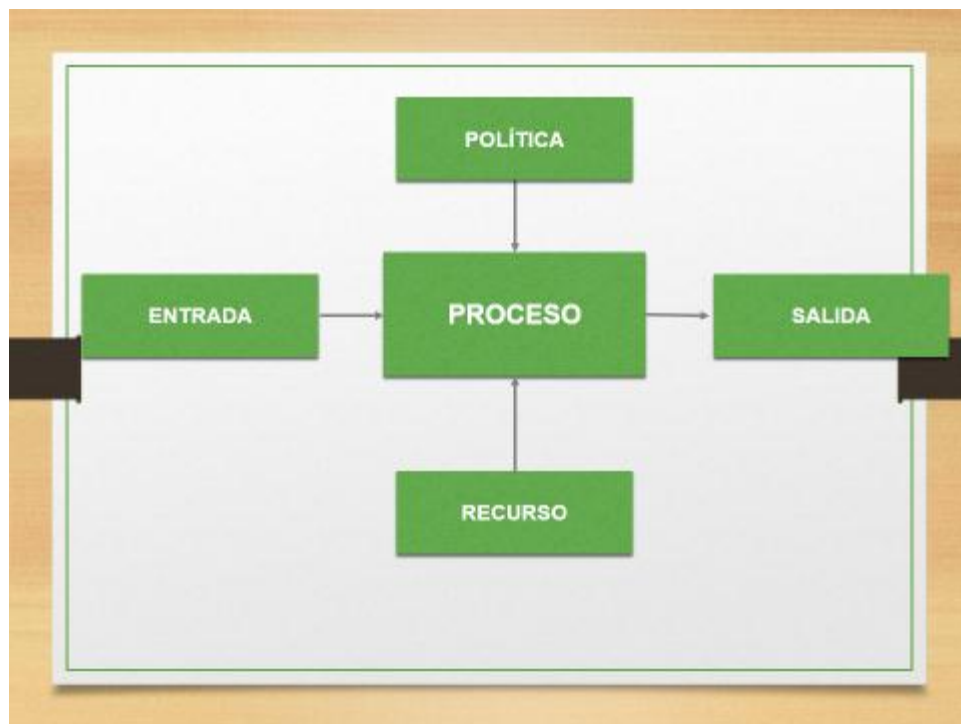 POLÍTICA
ENTRADA
PROCESO
SALIDA
RECURSO